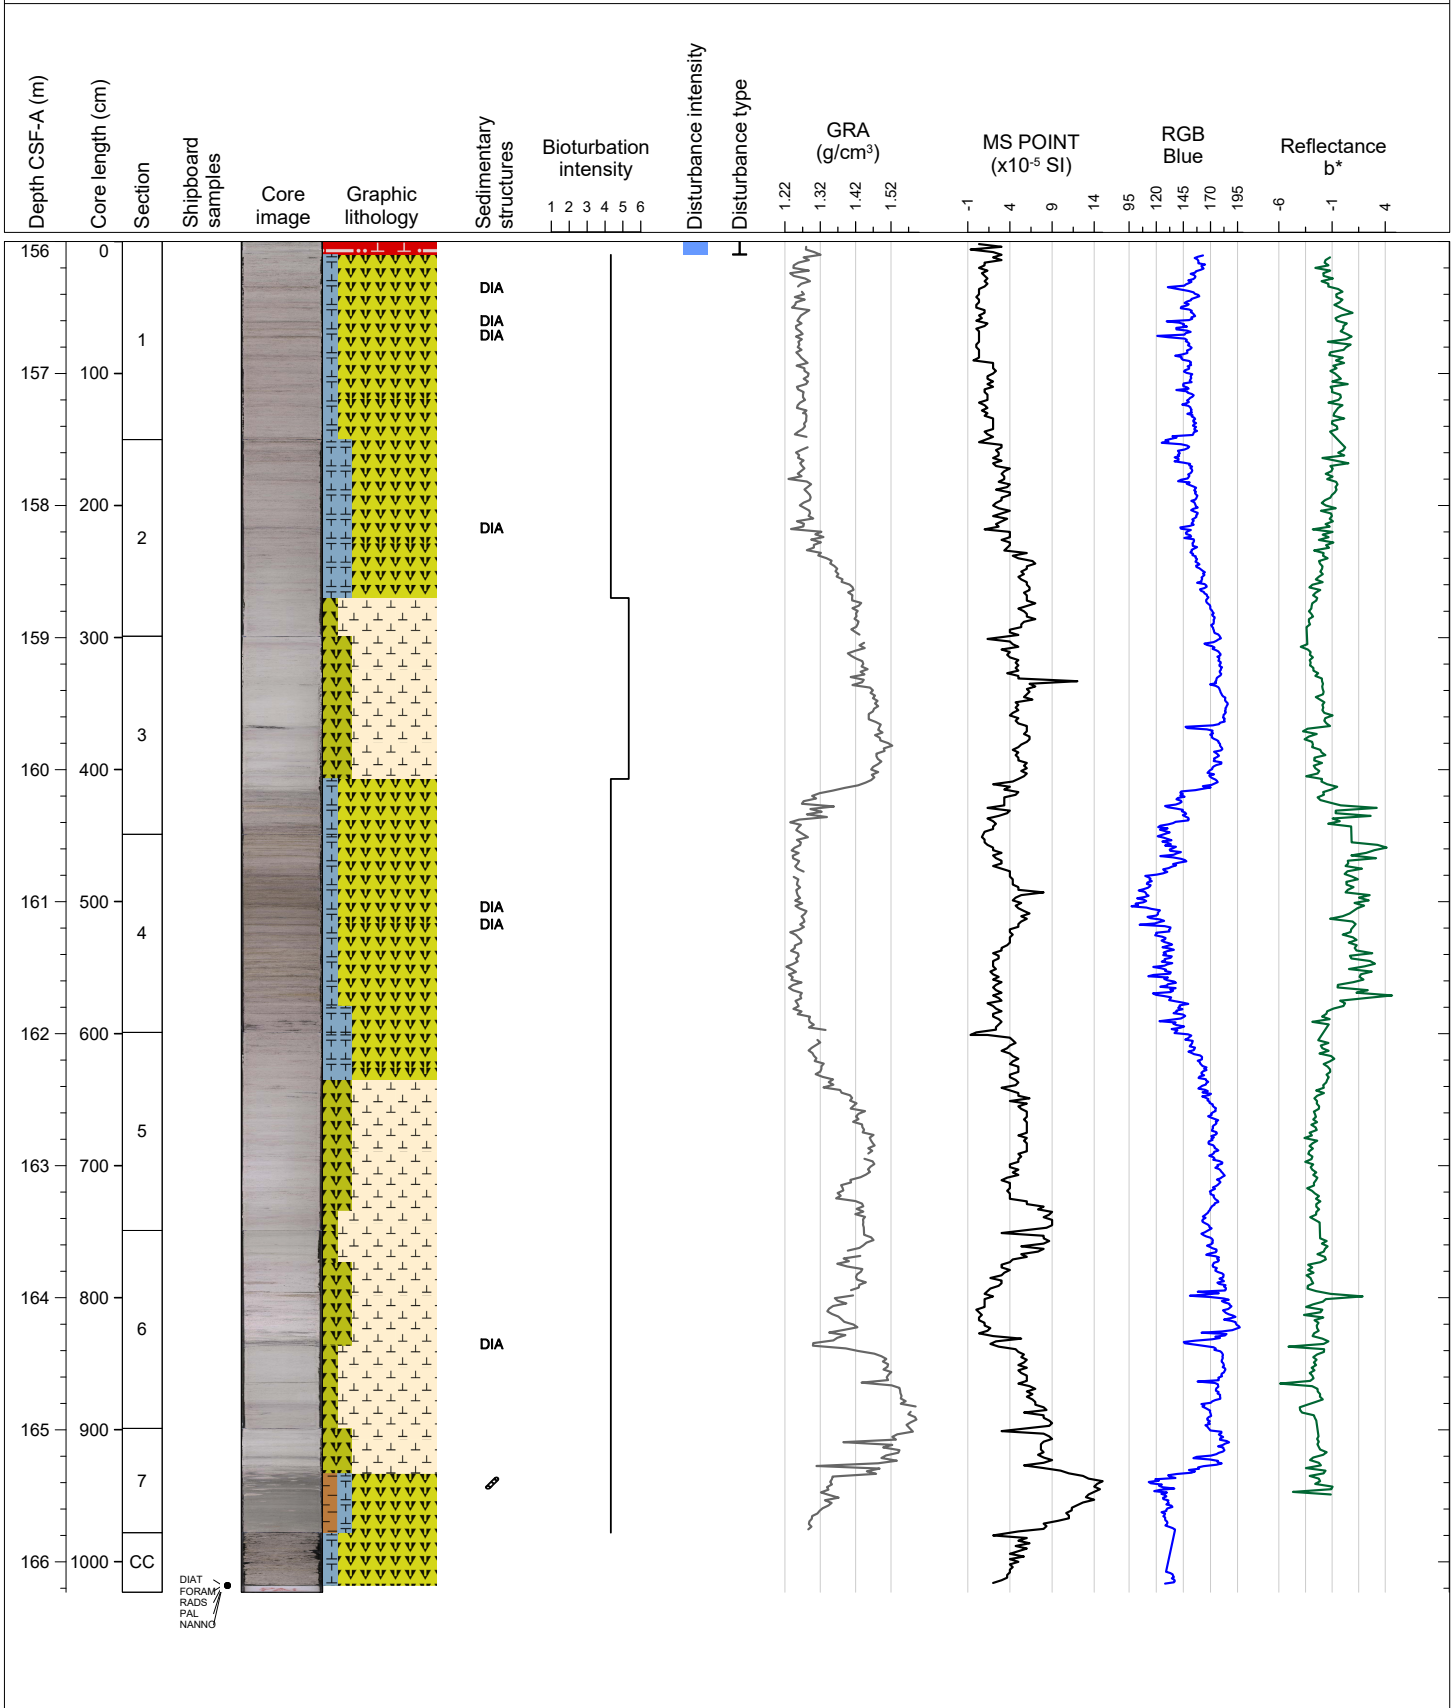 Depth CSF-A (m)
Core length (cm)
Section
Shipboard
samples
Core
image
Graphic
lithology
Sedimentary
structures
Bioturbation
intensity
1 2 3 4 5 6
Disturbance intensity
Disturbance type
GRA
(g/cm³)
1.22 1.32 1.42 1.52
MS POINT
(x10⁻⁵ SI)
-1 4 9 14
RGB
Blue
95 120 145 170 195
Reflectance
b*
-6 -1 4
156 0
DIA
DIA
DIA
1
157 100
158 200
DIA
2
159 300
3
160 400
161 500
DIA
DIA
4
162 600
5
163 700
164 800
6
DIA
165 900
7
166 1000 CC
DIAT
FORAM
RADS
PAL
NANNO